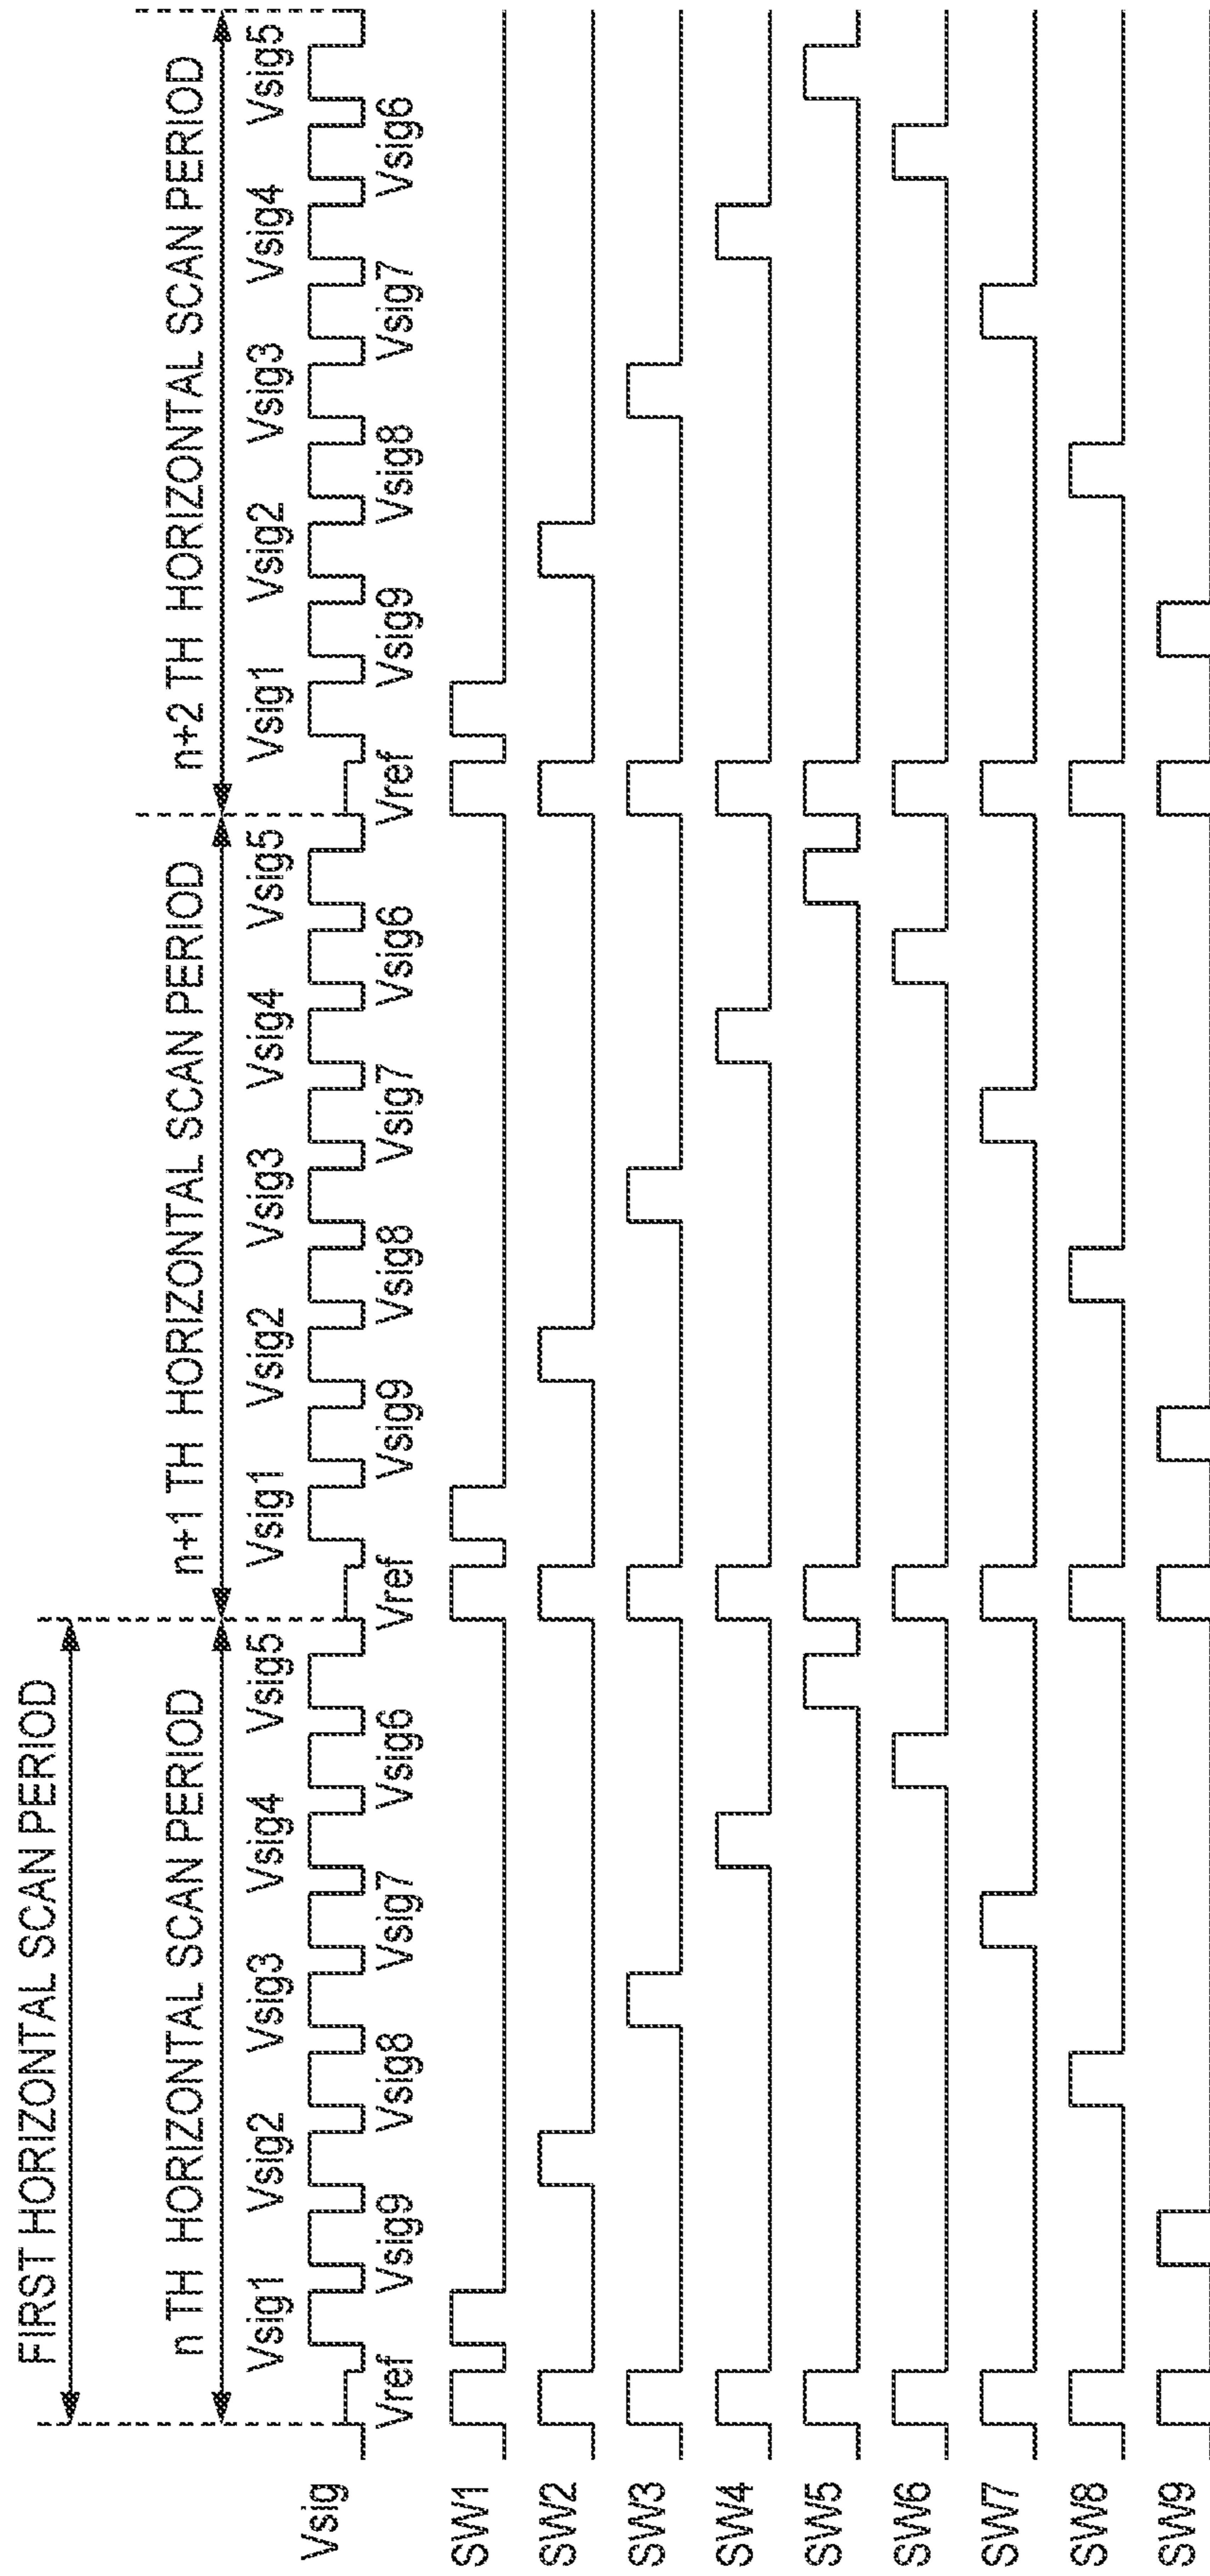 FIRST HORIZONTAL SCAN PERIOD
n TH HORIZONTAL SCAN PERIOD n+1 TH HORIZONTAL SCAN PERIOD n+2 TH HORIZONTAL SCAN PERIOD
Vsig1 Vsig2 Vsig3 Vsig4 Vsig5 Vsig1 Vsig2 Vsig3 Vsig4 Vsig5 Vsig1 Vsig2 Vsig3 Vsig4 Vsig5
Vsig
Vref Vsig9 Vsig8 Vsig7 Vsig6 Vref Vsig9 Vsig8 Vsig7 Vsig6 Vref Vsig9 Vsig8 Vsig7 Vsig6
SW1
SW2
SW3
SW4
SW5
SW6
SW7
SW8
SW9